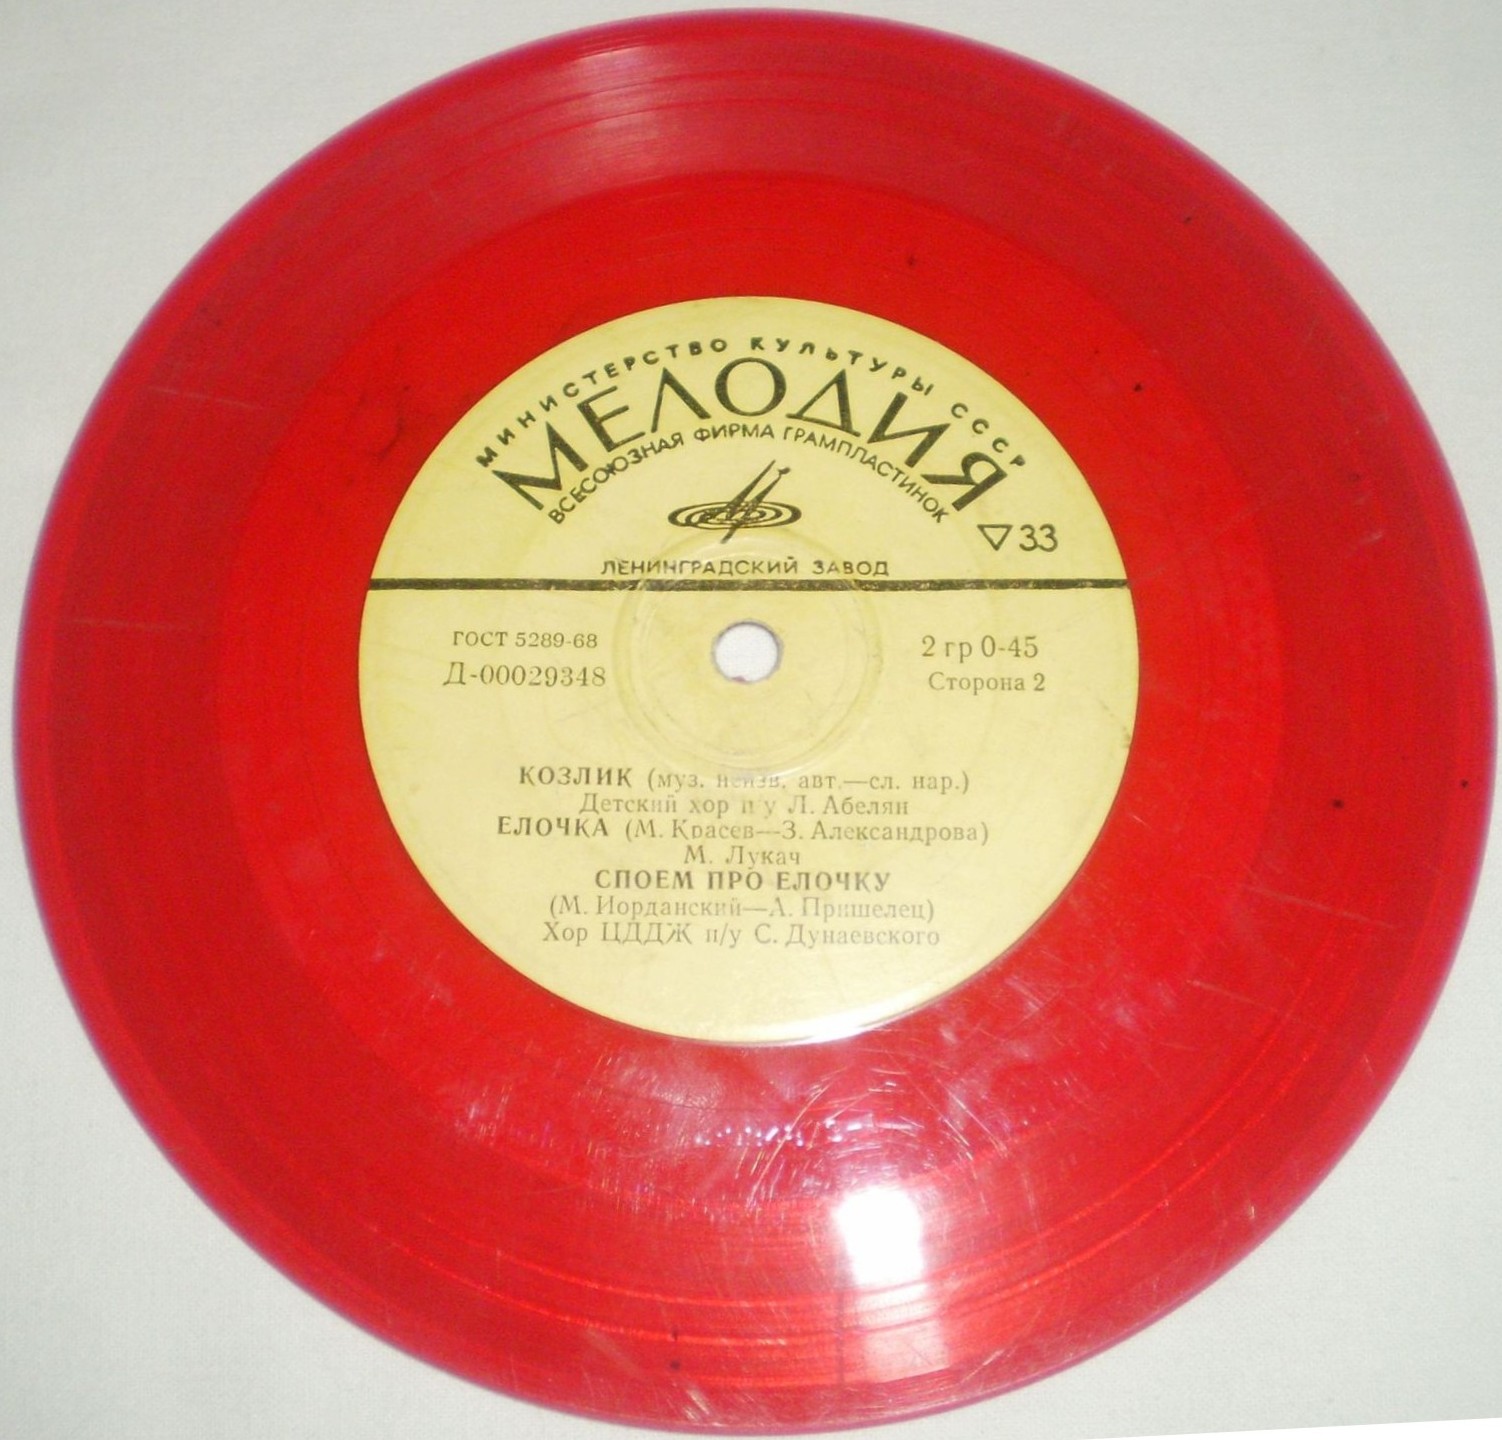 МИНИСТЕРСТВО КУЛЬТУРЫ СССР
МЕЛОДИЯ
ВСЕСОЮЗНАЯ ФИРМА ГРАМПЛАСТИНОК
33
ЛЕНИНГРАДСКИЙ ЗАВОД
ГОСТ 5289-68
2 гр 0-45
Д-00029348
Сторона 2
КОЗЛИК (муз. неизв. авт.—сл. нар.)
Детский хор п/у Л. Абелян
ЕЛОЧКА (М. Красев—З. Александрова)
М. Лукач
СПОЕМ ПРО ЕЛОЧКУ
(М. Иорданский—А. Пришелец)
Хор ЦДДЖ п/у С. Дунаевского